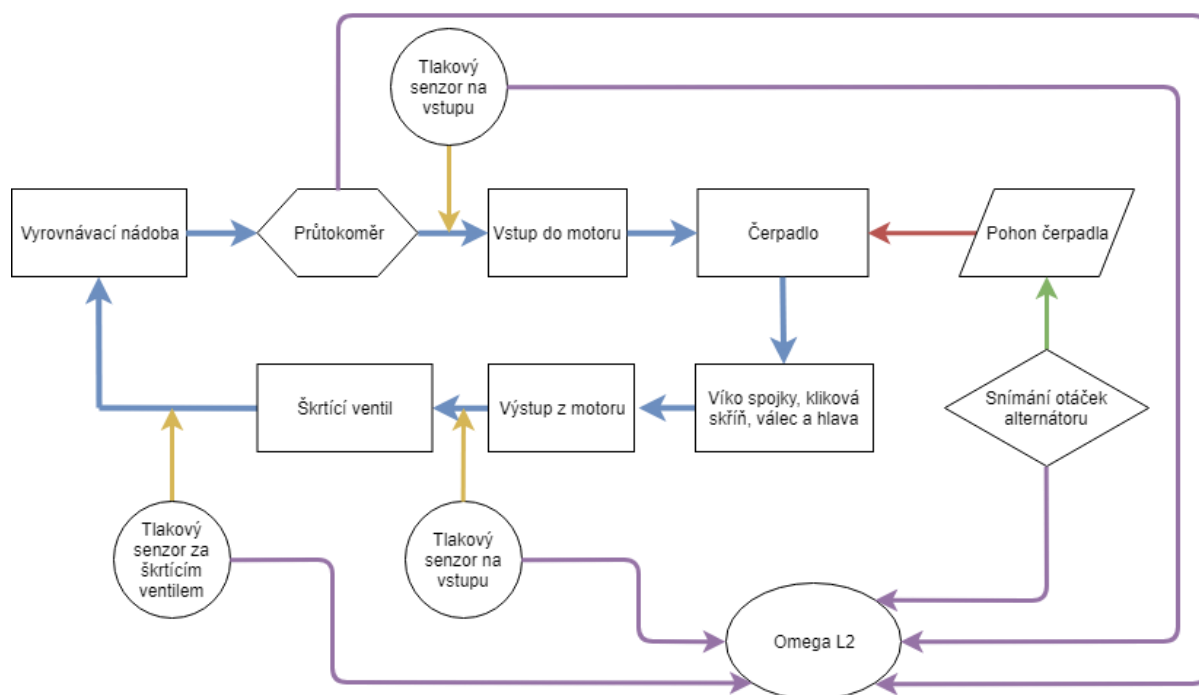 Tlakový
senzor na
vstupu
Vyrovnávací nádoba
Průtokoměr
Vstup do motoru
Čerpadlo
Pohon čerpadla
Škrtící ventil
Výstup z motoru
Víko spojky, kliková
skříň, válec a hlava
Snímání otáček
alternátoru
Tlakový
senzor za
škrtícím
ventilem
Tlakový
senzor na
vstupu
Omega L2